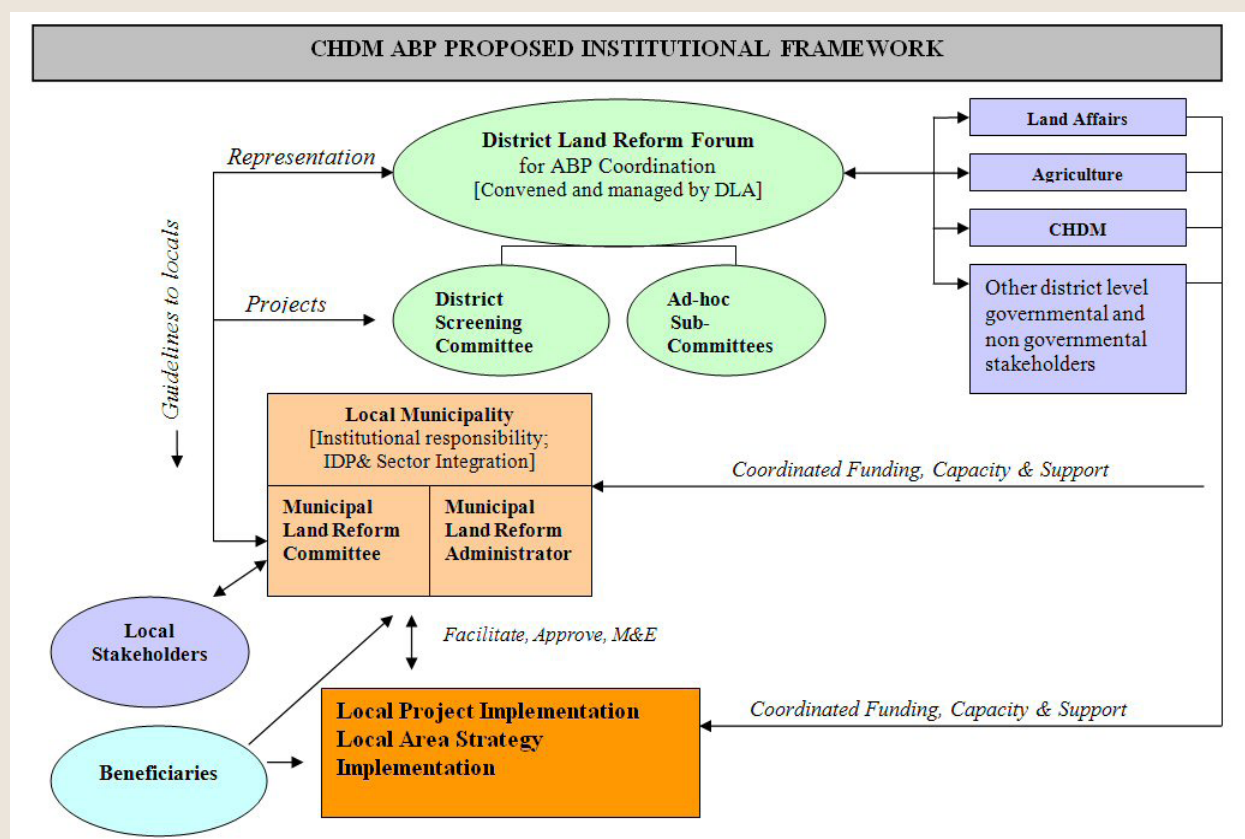 CHDM ABP PROPOSED INSTITUTIONAL FRAMEWORK
Representation
District Land Reform Forum
for ABP Coordination
[Convened and managed by DLA]
Land Affairs
Agriculture
CHDM
Other district level
governmental and
non governmental
stakeholders
Guidelines to locals
Projects
District
Screening
Committee
Ad-hoc
Sub-
Committees
Local Municipality
[Institutional responsibility;
IDP& Sector Integration]
Coordinated Funding, Capacity & Support
Municipal
Land Reform
Committee
Municipal
Land Reform
Administrator
Local
Stakeholders
Facilitate, Approve, M&E
Local Project Implementation
Local Area Strategy
Implementation
Coordinated Funding, Capacity & Support
Beneficiaries